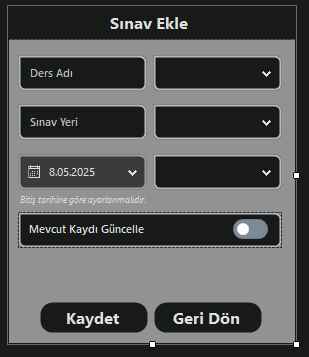 Sınav Ekle
Ders Adı
Sınav Yeri
8.05.2025
Bitiş tarihine göre ayarlanmalıdır.
Mevcut Kaydı Güncelle
Kaydet
Geri Dön